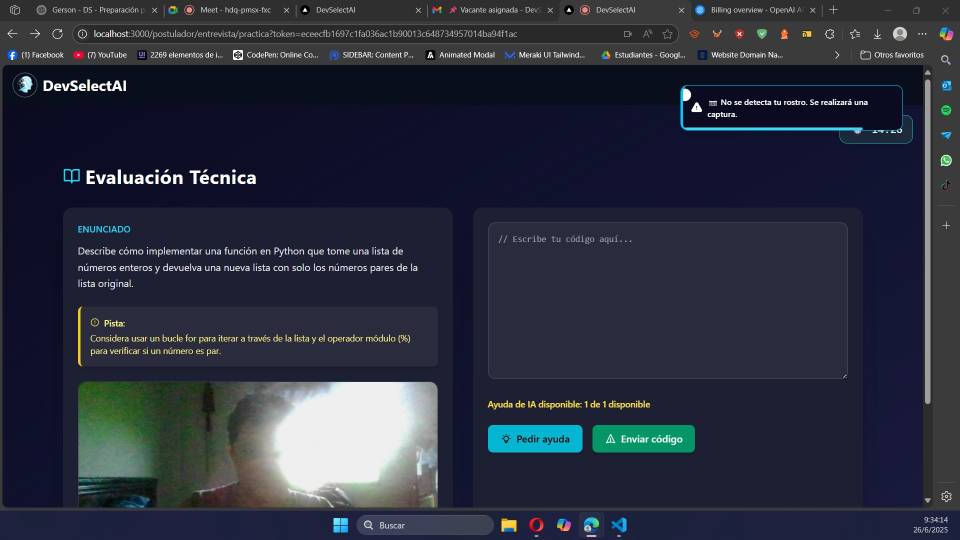 Gerson - DS - Preparación p
Meet - hdq-pmsx-fxc
DevSelectAI
Vacante asignada - DevS
DevSelectAI
Billing overview - OpenAI A
localhost:3000/postulador/entrevista/practica?token=eceecfb1697c1fa036ac1b90013c648734957014ba94f1ac
(1) Facebook
(7) YouTube
2269 elementos de i...
CodePen: Online Co...
SIDEBAR: Content P...
Animated Modal
Meraki UI Tailwind...
Estudiantes - Googl...
Website Domain Na...
Otros favoritos
DevSelectAI
No se detecta tu rostro. Se realizará una
captura.
Evaluación Técnica
ENUNCIADO
Describe cómo implementar una función en Python que tome una lista de
números enteros y devuelva una nueva lista con solo los números pares de la
lista original.
Pista:
Considera usar un bucle for para iterar a través de la lista y el operador módulo (%)
para verificar si un número es par.
// Escribe tu código aquí...
Ayuda de IA disponible: 1 de 1 disponible
Pedir ayuda
Enviar código
Buscar
9:34:14
26/6/2025